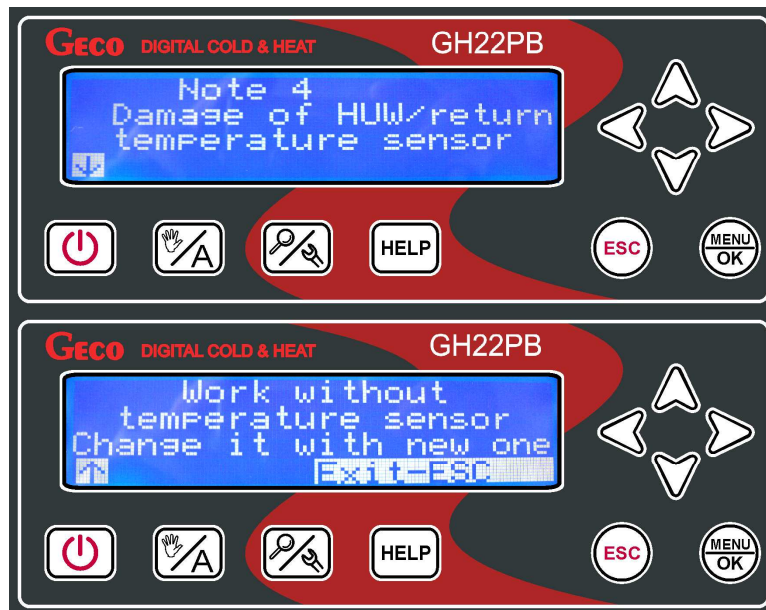 GECO DIGITAL COLD & HEAT GH22PB
Note 4
Damage of HUW/return
temperature sensor
A
HELP
ESC
MENU
OK
GECO DIGITAL COLD & HEAT GH22PB
Work without
temperature sensor
Change it with new one
Exit-ESC
A
HELP
ESC
MENU
OK